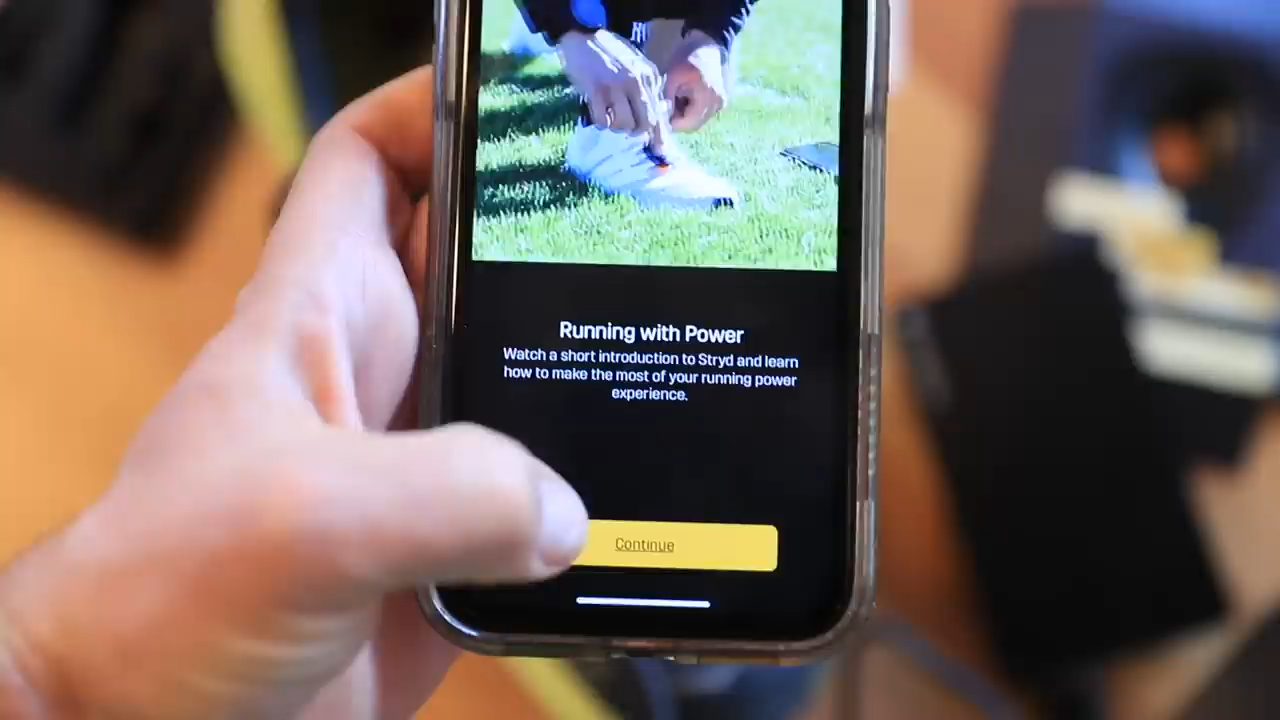 Running with Power
Watch a short introduction to Stryd and learn
how to make the most of your running power
experience.
Continue